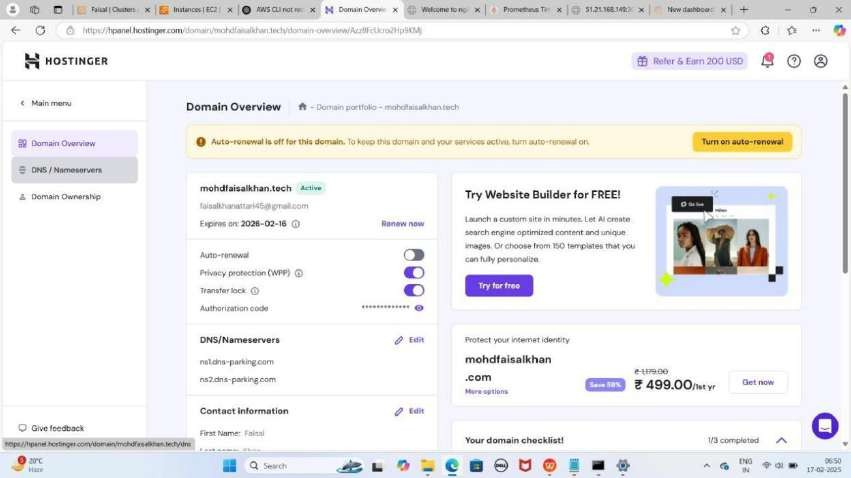 Faisal | Clusters
Instances | EC2
AWS CLI not re
Domain Overvie
Welcome to ngi
Prometheus Tim
51.21.168.149:30
New dashboard
https://hpanel.hostinger.com/domain/mohdfaisalkhan.tech/domain-overview/
HOSTINGER
Refer & Earn 200 USD
Main menu
Domain Overview - Domain portfolio - mohdfaisalkhan.tech
Domain Overview
DNS / Nameservers
Domain Ownership
Auto-renewal is off for this domain. To keep this domain and your services active, turn auto-renewal on.
Turn on auto-renewal
mohdfaisalkhan.tech Active
faisalkhanattari45@gmail.com
Expires on: 2026-02-16 Renew now
Auto-renewal
Privacy protection (WPP)
Transfer lock
Authorization code ************
DNS/Nameservers Edit
ns1.dns-parking.com
ns2.dns-parking.com
Contact information Edit
First Name: Faisal
Try Website Builder for FREE!
Launch a custom site in minutes. Let AI create
search engine optimized content and unique
images. Or choose from 150 templates that you
can fully personalize.
Try for free
Go live
Protect your internet identity
mohdfaisalkhan
.com
More options
Save 58%
₹ 1,179.00
₹ 499.00/1st yr
Get now
Your domain checklist! 1/3 completed
Give feedback
https://hpanel.hostinger.com/domain/mohdfaisalkhan.tech/dns
5
20°C
Haze
Search
ENG
IN
06:50
17-02-2025